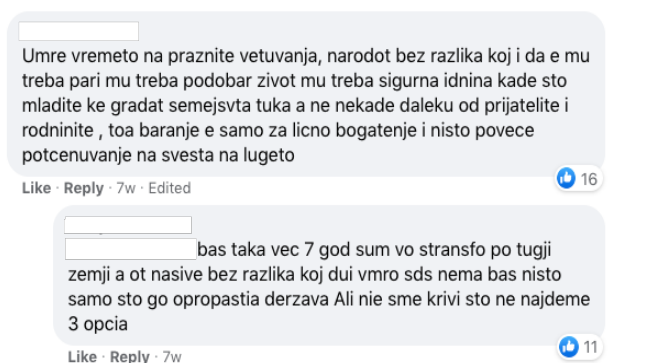 Umre vremeto na praznite vetuvanja, narodot bez razlika koj i da e mu
treba pari mu treba podobar zivot mu treba sigurna idnina kade sto
mladite ke gradat semejsvta tuka a ne nekade daleku od prijatelite i
rodninite , toa baranje e samo za licno bogatenje i nisto povece
potcenuvanje na svesta na lugeto
16
Like · Reply · 7w · Edited
bas taka vec 7 god sum vo stransfo po tugji
zemji a ot nasive bez razlika koj dui vmro sds nema bas nisto
samo sto go opropastia derzava Ali nie sme krivi sto ne najdeme
3 opcia
11
Like · Reply · 7w